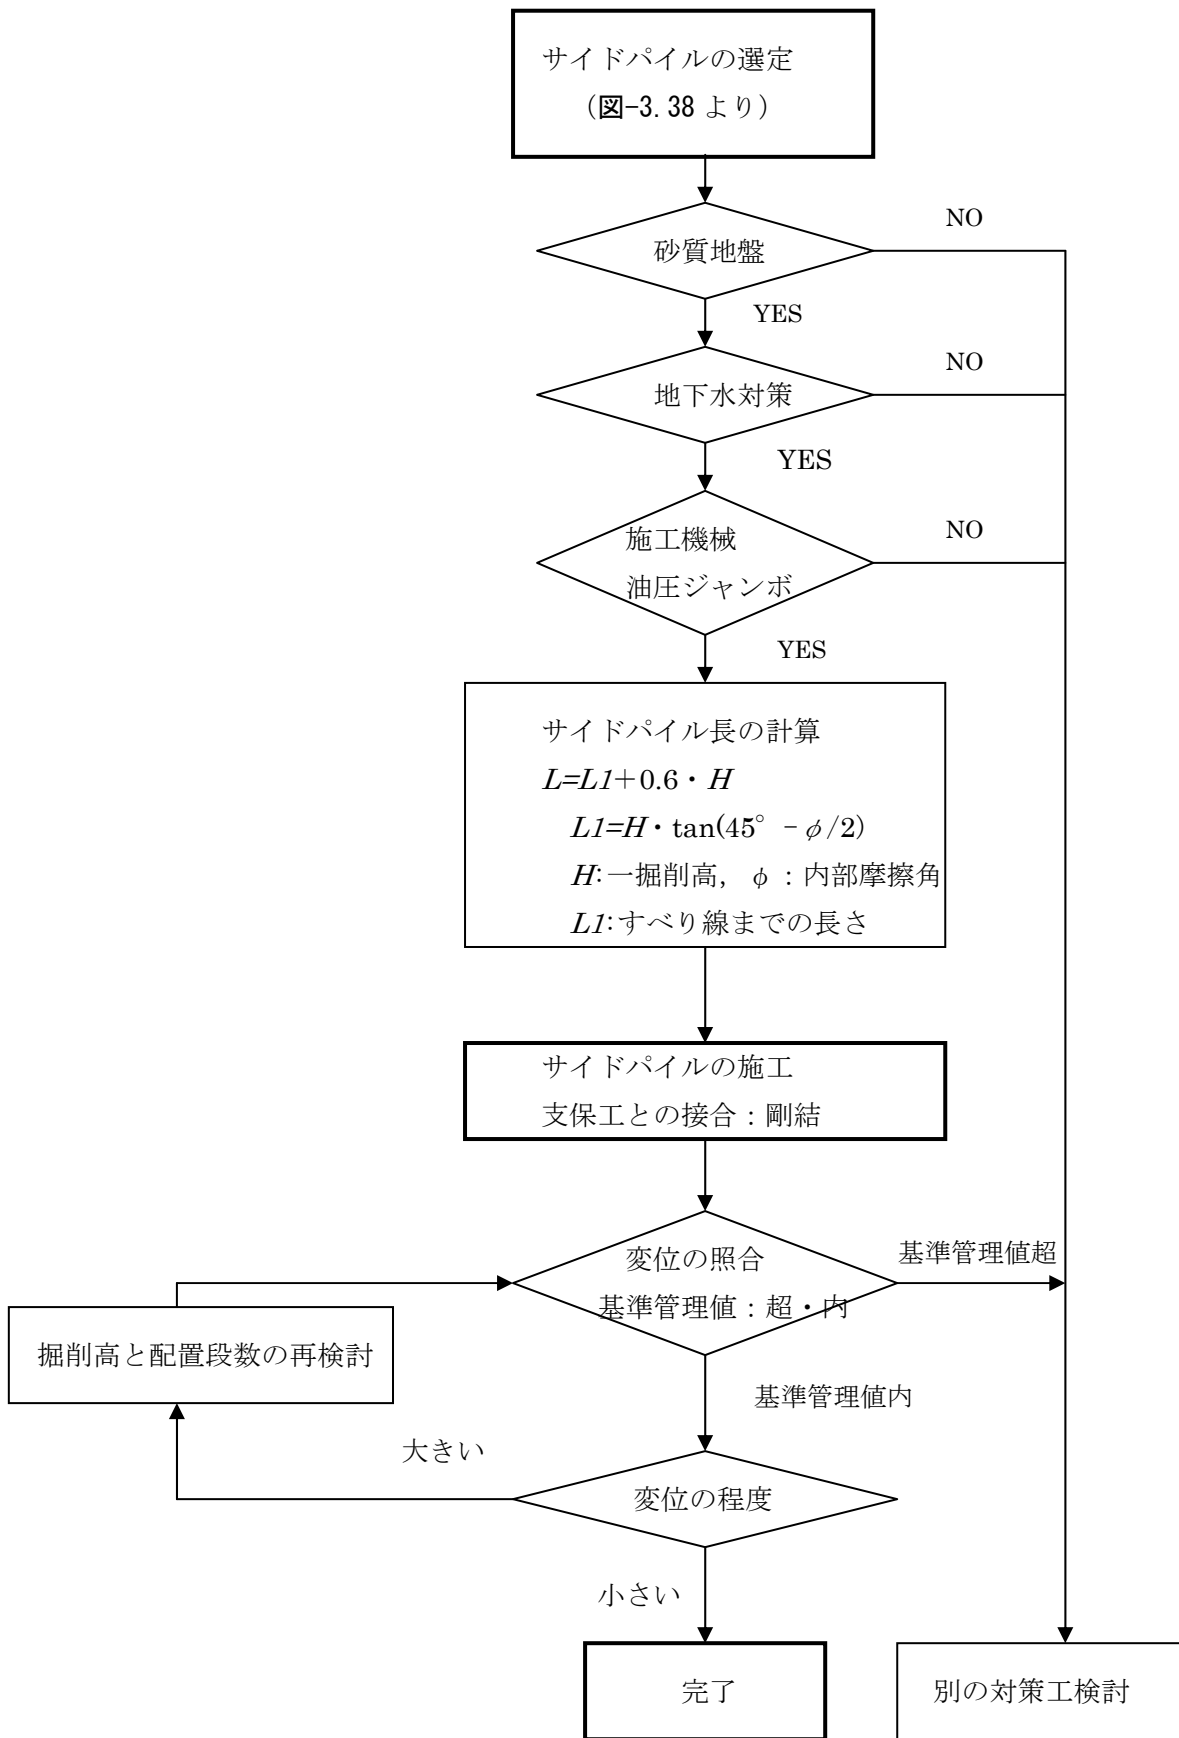 サイドパイルの選定
（図-3.38 より）
NO
砂質地盤
YES
NO
地下水対策
YES
NO
施工機械
油圧ジャンボ
YES
サイドパイル長の計算
L=L1＋0.6・H
L1=H・tan(45°－φ/2)
H:一掘削高，φ：内部摩擦角
L1:すべり線までの長さ
サイドパイルの施工
支保工との接合：剛結
変位の照合
基準管理値：超・内
基準管理値超
掘削高と配置段数の再検討
基準管理値内
大きい
変位の程度
小さい
完了
別の対策工検討